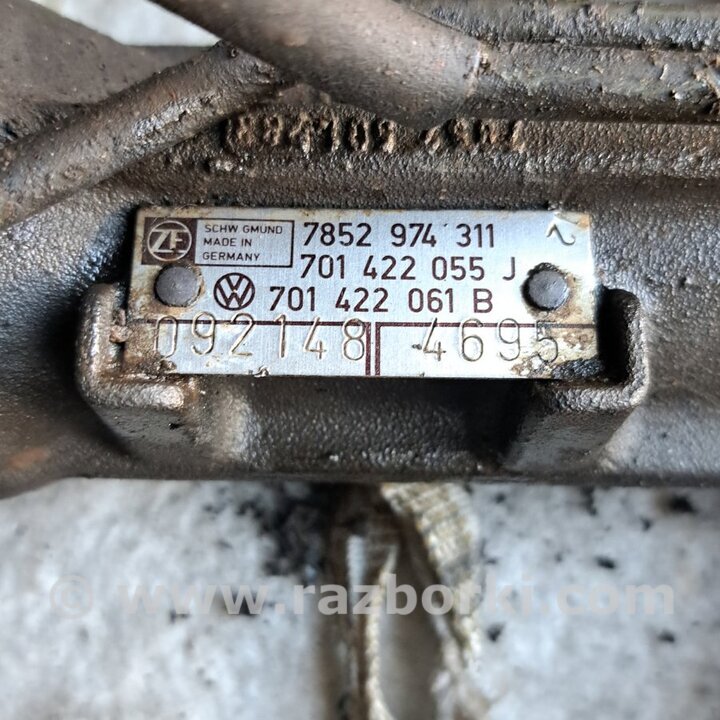 ZF
SCHW. GMUND
MADE IN
GERMANY
7852 974 311
701 422 055 J
VW 701 422 061 B
092148 4695
© www.razborki.com